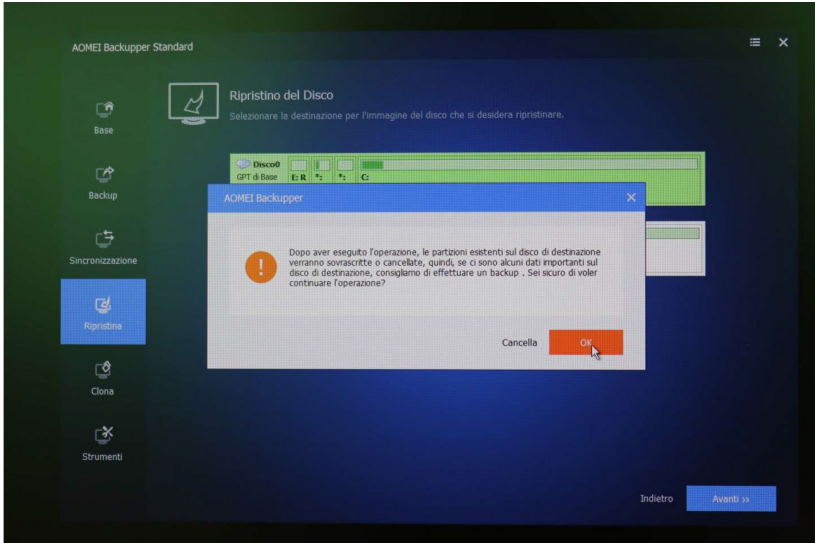 AOMEI Backupper Standard
Ripristino del Disco
Selezionare la destinazione per l'immagine del disco che si desidera ripristinare.
Base
Disco0
GPT di Base E: R *: *: C:
Backup
AOMEI Backupper
Dopo aver eseguito l'operazione, le partizioni esistenti sul disco di destinazione
verranno sovrascritte o cancellate, quindi, se ci sono alcuni dati importanti sul
disco di destinazione, consigliamo di effettuare un backup . Sei sicuro di voler
continuare l'operazione?
Sincronizzazione
Ripristina
Cancella OK
Clona
Strumenti
Indietro Avanti >>